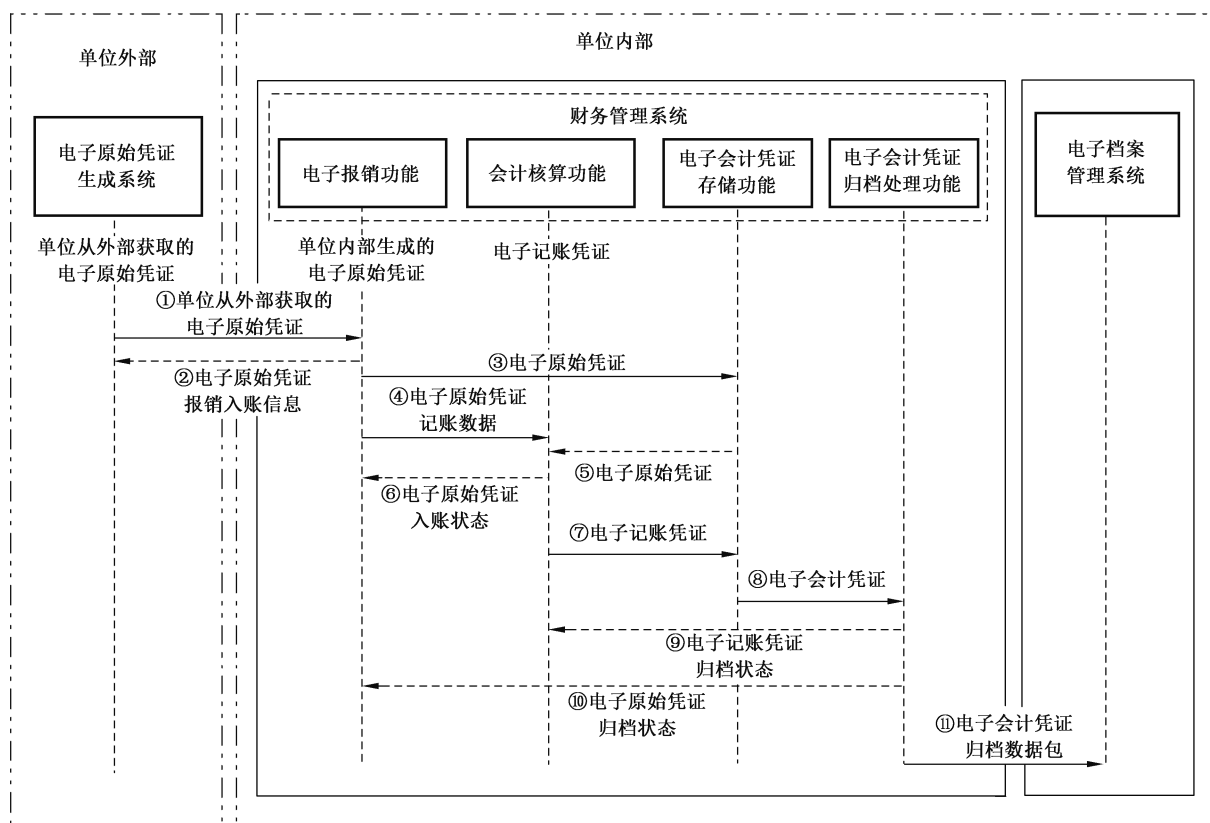 单位外部
单位内部
财务管理系统
电子原始凭证
生成系统
电子报销功能
会计核算功能
电子会计凭证
存储功能
电子会计凭证
归档处理功能
电子档案
管理系统
单位从外部获取的
电子原始凭证
单位内部生成的
电子原始凭证
电子记账凭证
①单位从外部获取的
电子原始凭证
②电子原始凭证
报销入账信息
③电子原始凭证
④电子原始凭证
记账数据
⑤电子原始凭证
⑥电子原始凭证
入账状态
⑦电子记账凭证
⑧电子会计凭证
⑨电子记账凭证
归档状态
⑩电子原始凭证
归档状态
⑪电子会计凭证
归档数据包